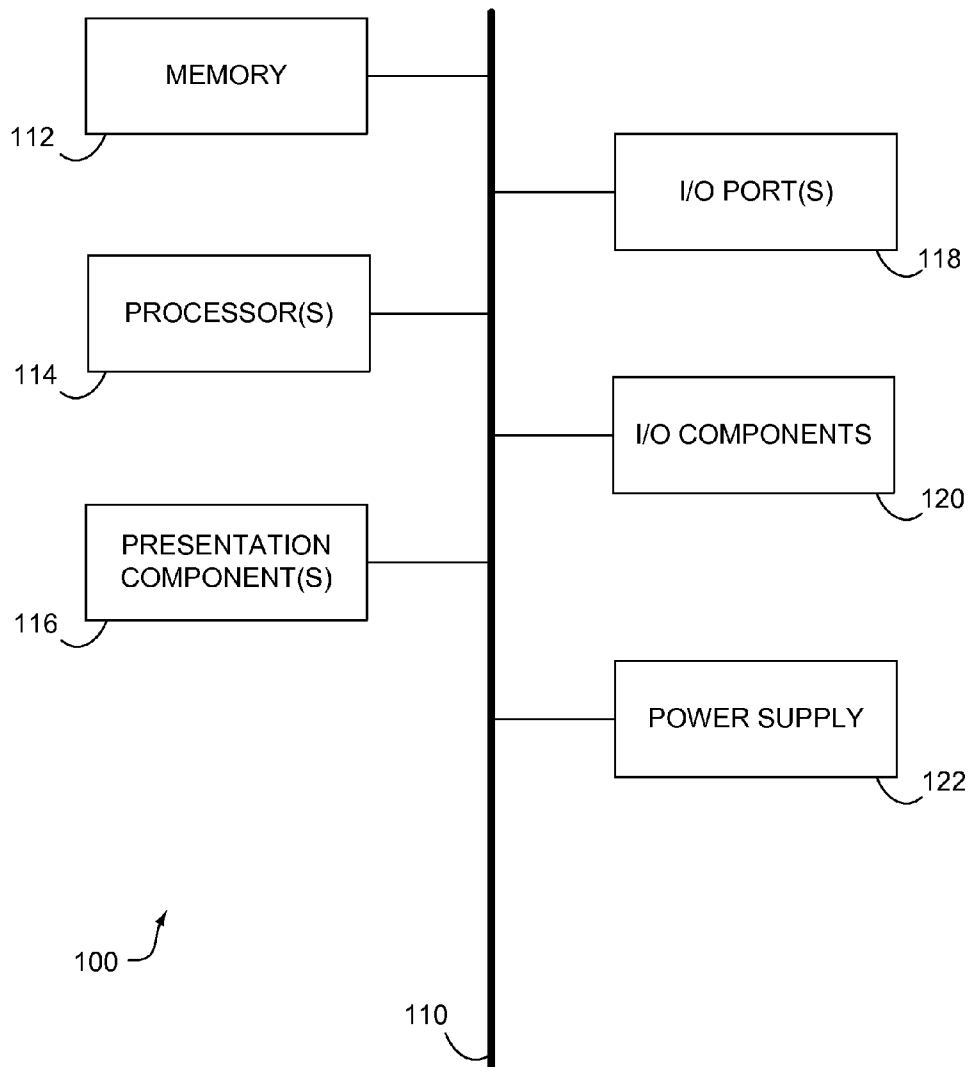 MEMORY
112
I/O PORT(S)
118
PROCESSOR(S)
114
I/O COMPONENTS
120
PRESENTATION
COMPONENT(S)
116
POWER SUPPLY
122
100
110